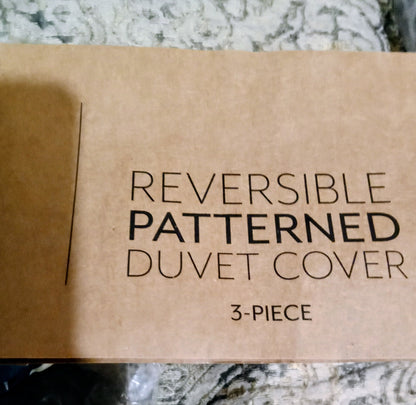 REVERSIBLE
PATTERNED
DUVET COVER
3-PIECE